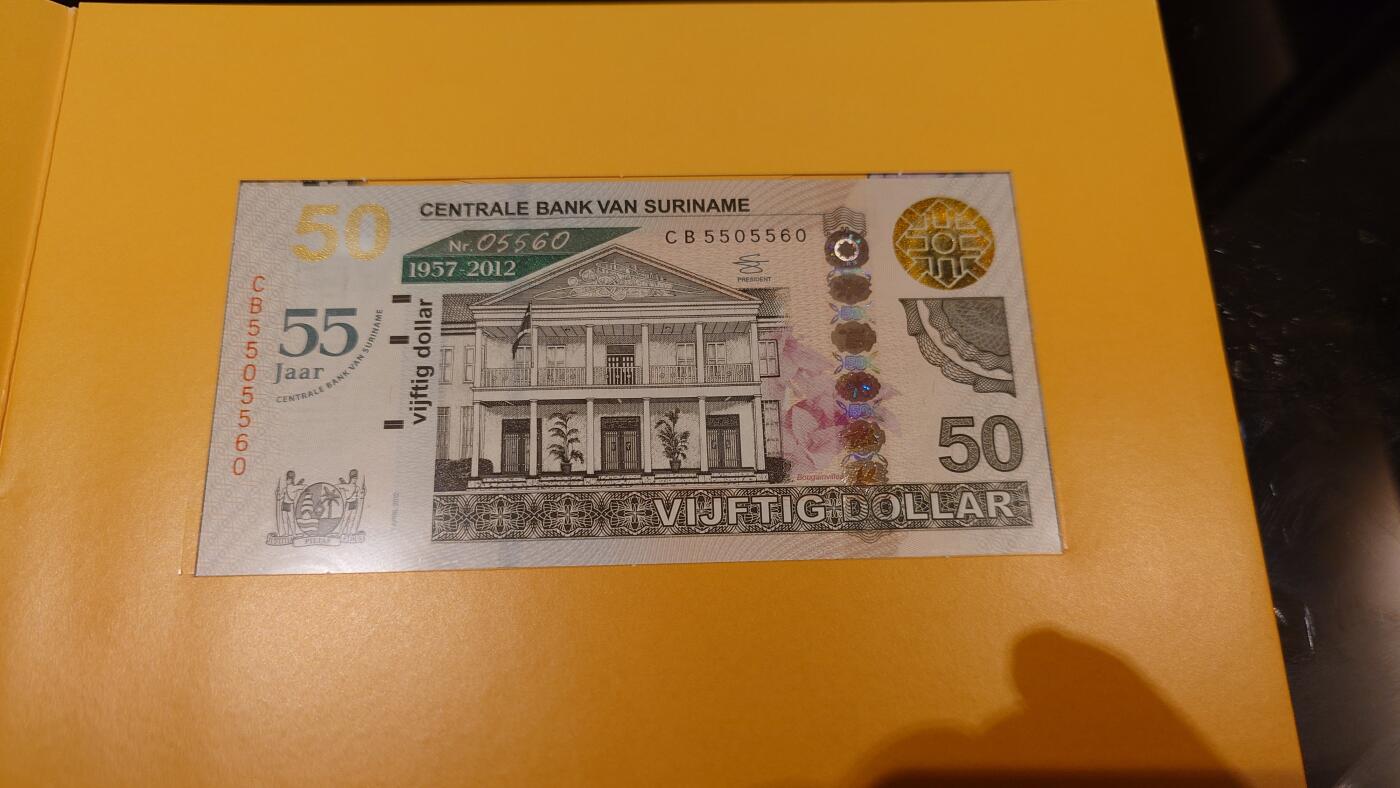 50
CENTRALE BANK VAN SURINAME
Nr. 05560
CB5505560
1957-2012
PRESIDENT
CB5505560
55
Jaar
CENTRALE BANK VAN SURINAME
vijftig dollar
50
Bougainville
VIJFTIG DOLLAR